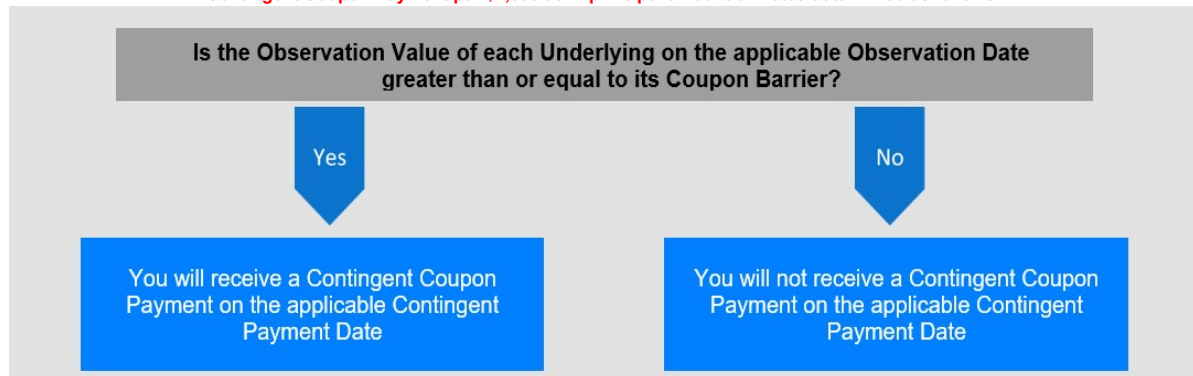 Is the Observation Value of each Underlying on the applicable Observation Date
greater than or equal to its Coupon Barrier?
Yes
No
You will receive a Contingent Coupon
Payment on the applicable Contingent
Payment Date
You will not receive a Contingent Coupon
Payment on the applicable Contingent
Payment Date